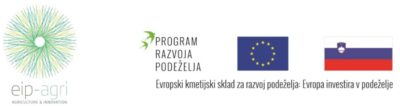 PROGRAM
RAZVOJA
PODEŽELJA
Evropski kmetijski sklad za razvoj podeželja: Evropa investira v podeželje
eip-agri
AGRICULTURE & INNOVATION